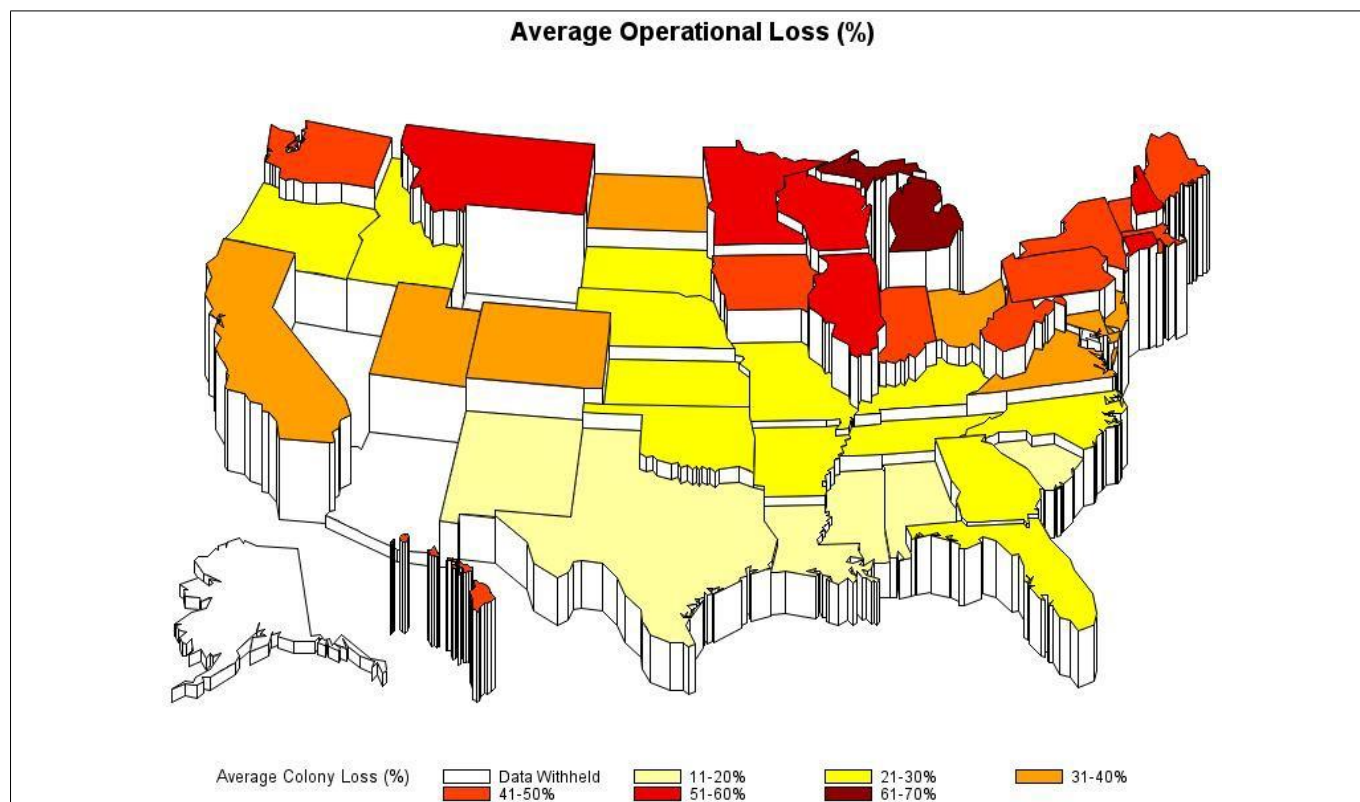 Average Operational Loss (%)
Average Colony Loss (%) Data Withheld 11-20% 21-30% 31-40%
41-50% 51-60% 61-70%